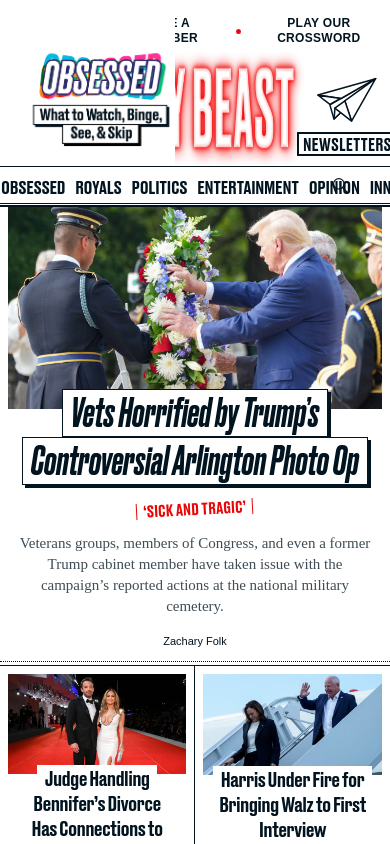 PLAY OUR
CROSSWORD
OBSESSED
What to Watch, Binge,
See, & Skip
BEAST
NEWSLETTERS
OBSESSED ROYALS POLITICS ENTERTAINMENT OPINION INN
Vets Horrified by Trump’s
Controversial Arlington Photo Op
‘SICK AND TRAGIC’
Veterans groups, members of Congress, and even a former
Trump cabinet member have taken issue with the
campaign’s reported actions at the national military
cemetery.
Zachary Folk
Judge Handling
Bennifer’s Divorce
Has Connections to
Harris Under Fire for
Bringing Walz to First
Interview